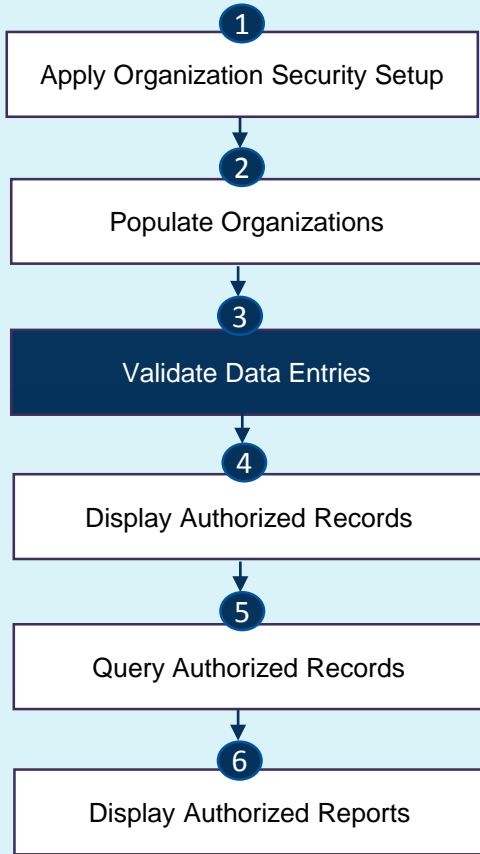 1
Apply Organization Security Setup
2
Populate Organizations
3
Validate Data Entries
4
Display Authorized Records
5
Query Authorized Records
6
Display Authorized Reports